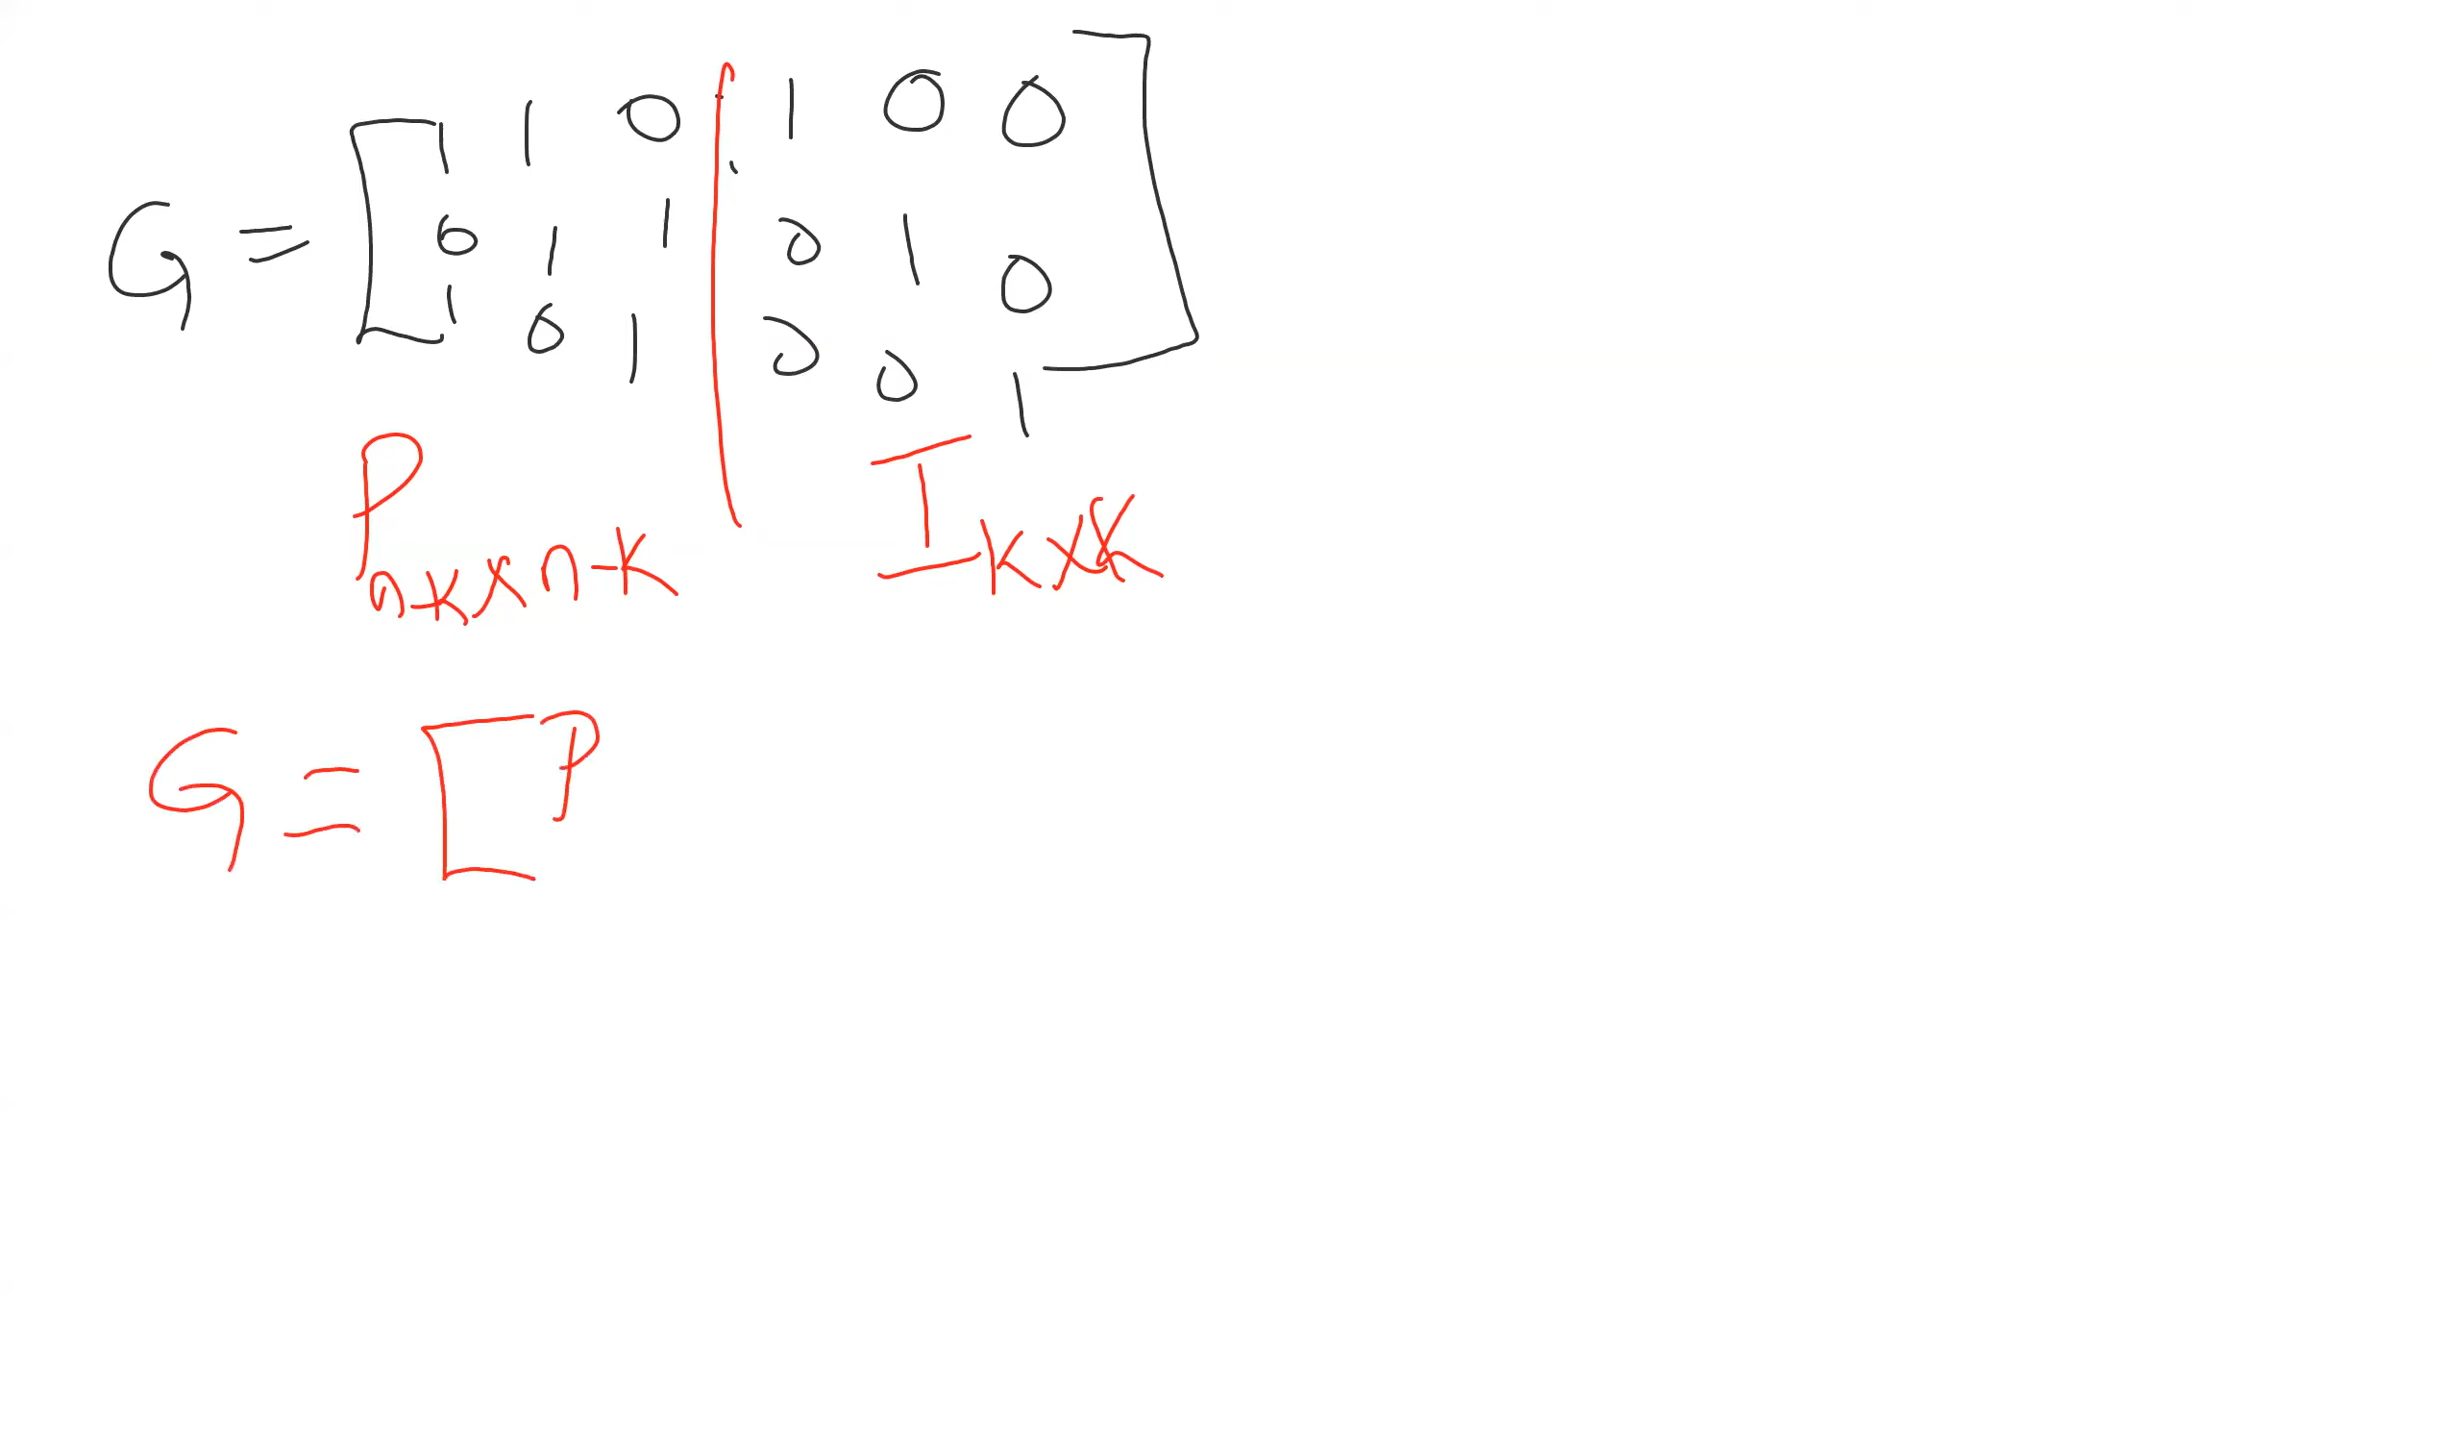 G = [ 1 1 0 | 1 0 0 ]
0 1 1 | 0 1 0
1 0 1 | 0 0 1
P n-k x n-k I k x k
G = [ P